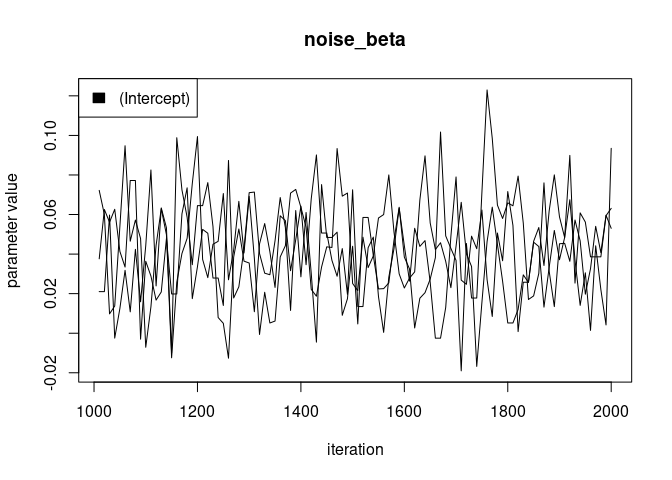 noise_beta
(Intercept)
parameter value
0.10
0.06
0.02
-0.02
1000 1200 1400 1600 1800 2000
iteration